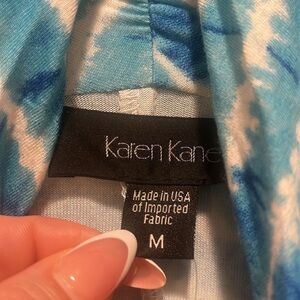 Karen Kane
Made in USA
of Imported
Fabric
M